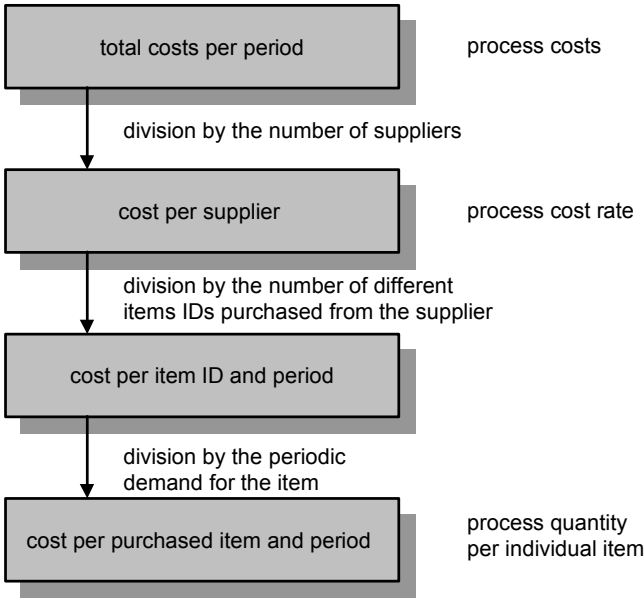 total costs per period
process costs
division by the number of suppliers
cost per supplier
process cost rate
division by the number of different
items IDs purchased from the supplier
cost per item ID and period
division by the periodic
demand for the item
cost per purchased item and period
process quantity
per individual item